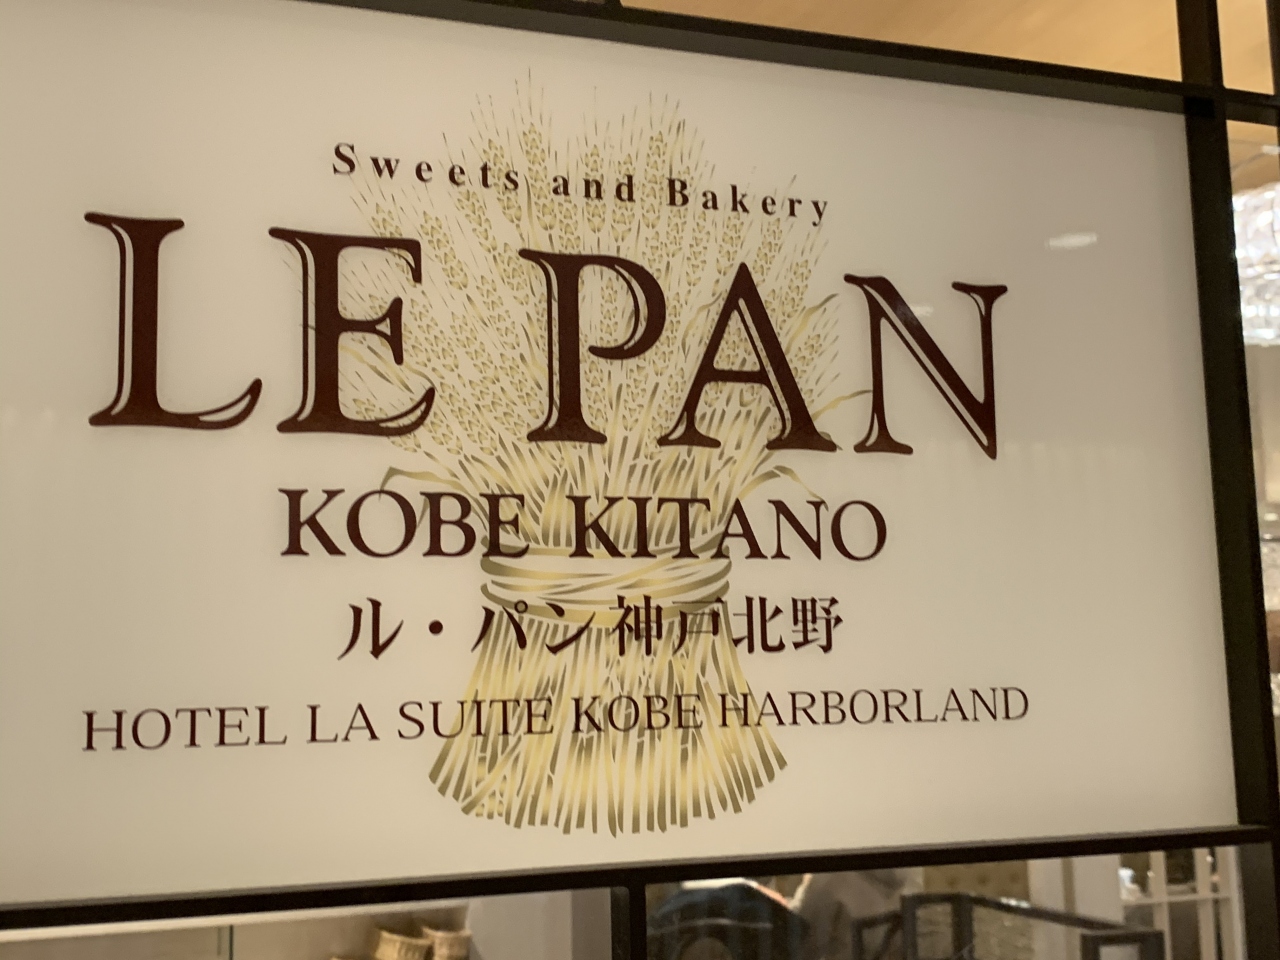 Sweets and Bakery
LE PAN
KOBE KITANO
ル・パン神戸北野
HOTEL LA SUITE KOBE HARBORLAND